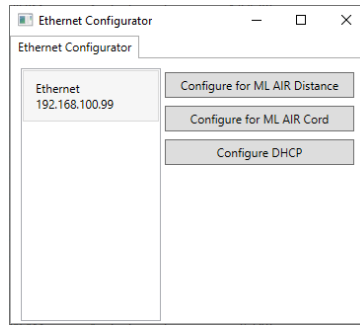 Ethernet Configurator
Ethernet Configurator
Ethernet
192.168.100.99
Configure for ML AIR Distance
Configure for ML AIR Cord
Configure DHCP